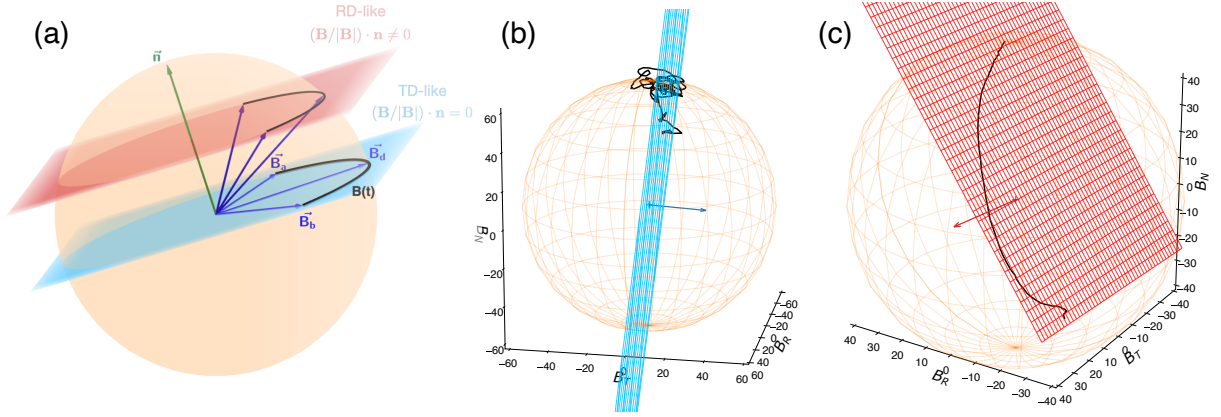 (a)
RD-like
(B/|B|) · n ≠ 0
n⃗
TD-like
(B/|B|) · n = 0
B⃗a
B⃗d
B(t)
B⃗b
(b)
60
40
20
0
B_N
−20
−40
−60
−60 −40 −20 0 20 40 60
B_T
−60
−40
−20
0
20
40
B_R
(c)
40
30
20
10
0
−10
−20
−30
−40
B_N
40 30 20 10 0 −10 −20 −30 −40
B_R
−40
−30
−20
−10
0
10
20
30
40
B_T